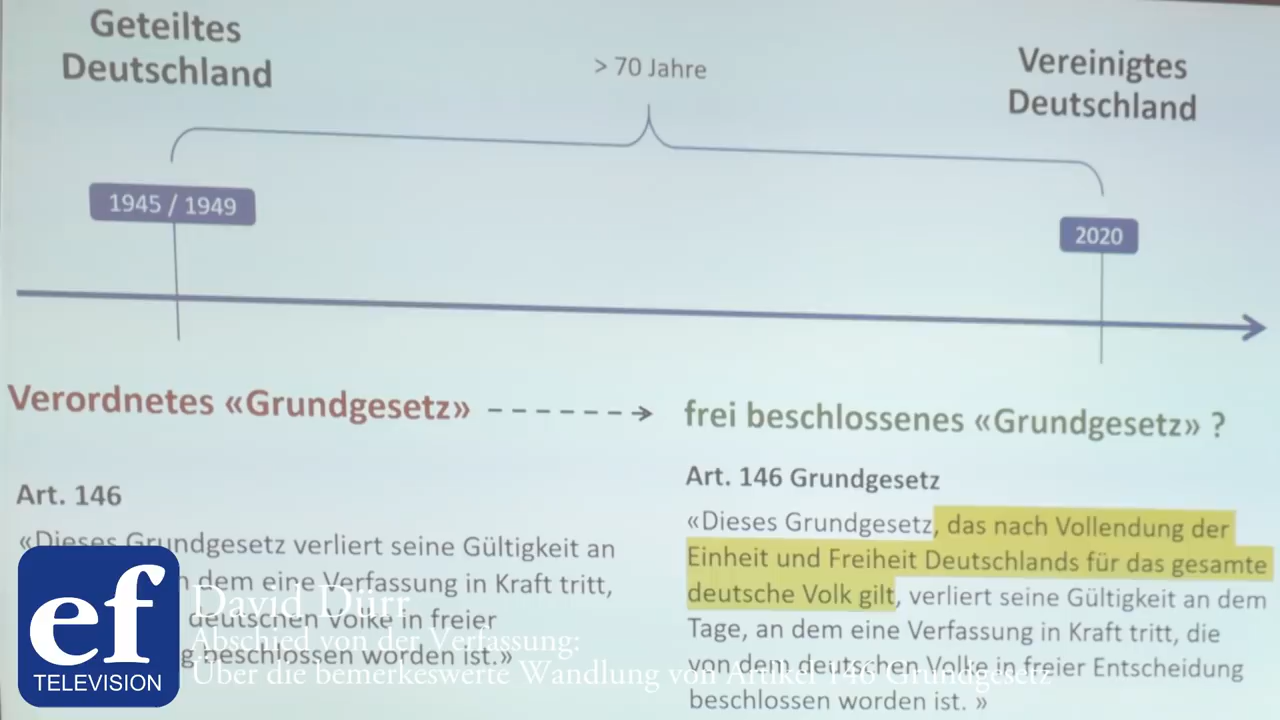 Geteiltes
Deutschland
> 70 Jahre
Vereinigtes
Deutschland
1945 / 1949
2020
Verordnetes «Grundgesetz»
frei beschlossenes «Grundgesetz» ?
Art. 146
«Dieses Grundgesetz verliert seine Gültigkeit an
dem eine Verfassung in Kraft tritt,
deutschen Volke in freier
beschlossen worden ist.»
Art. 146 Grundgesetz
«Dieses Grundgesetz, das nach Vollendung der
Einheit und Freiheit Deutschlands für das gesamte
deutsche Volk gilt, verliert seine Gültigkeit an dem
Tage, an dem eine Verfassung in Kraft tritt, die
von dem deutschen Volke in freier Entscheidung
beschlossen worden ist. »
ef
TELEVISION
David Dürr
Abschied von der Verfassung:
Über die bemerkeswerte Wandlung von Artikel 146 Grundgesetz